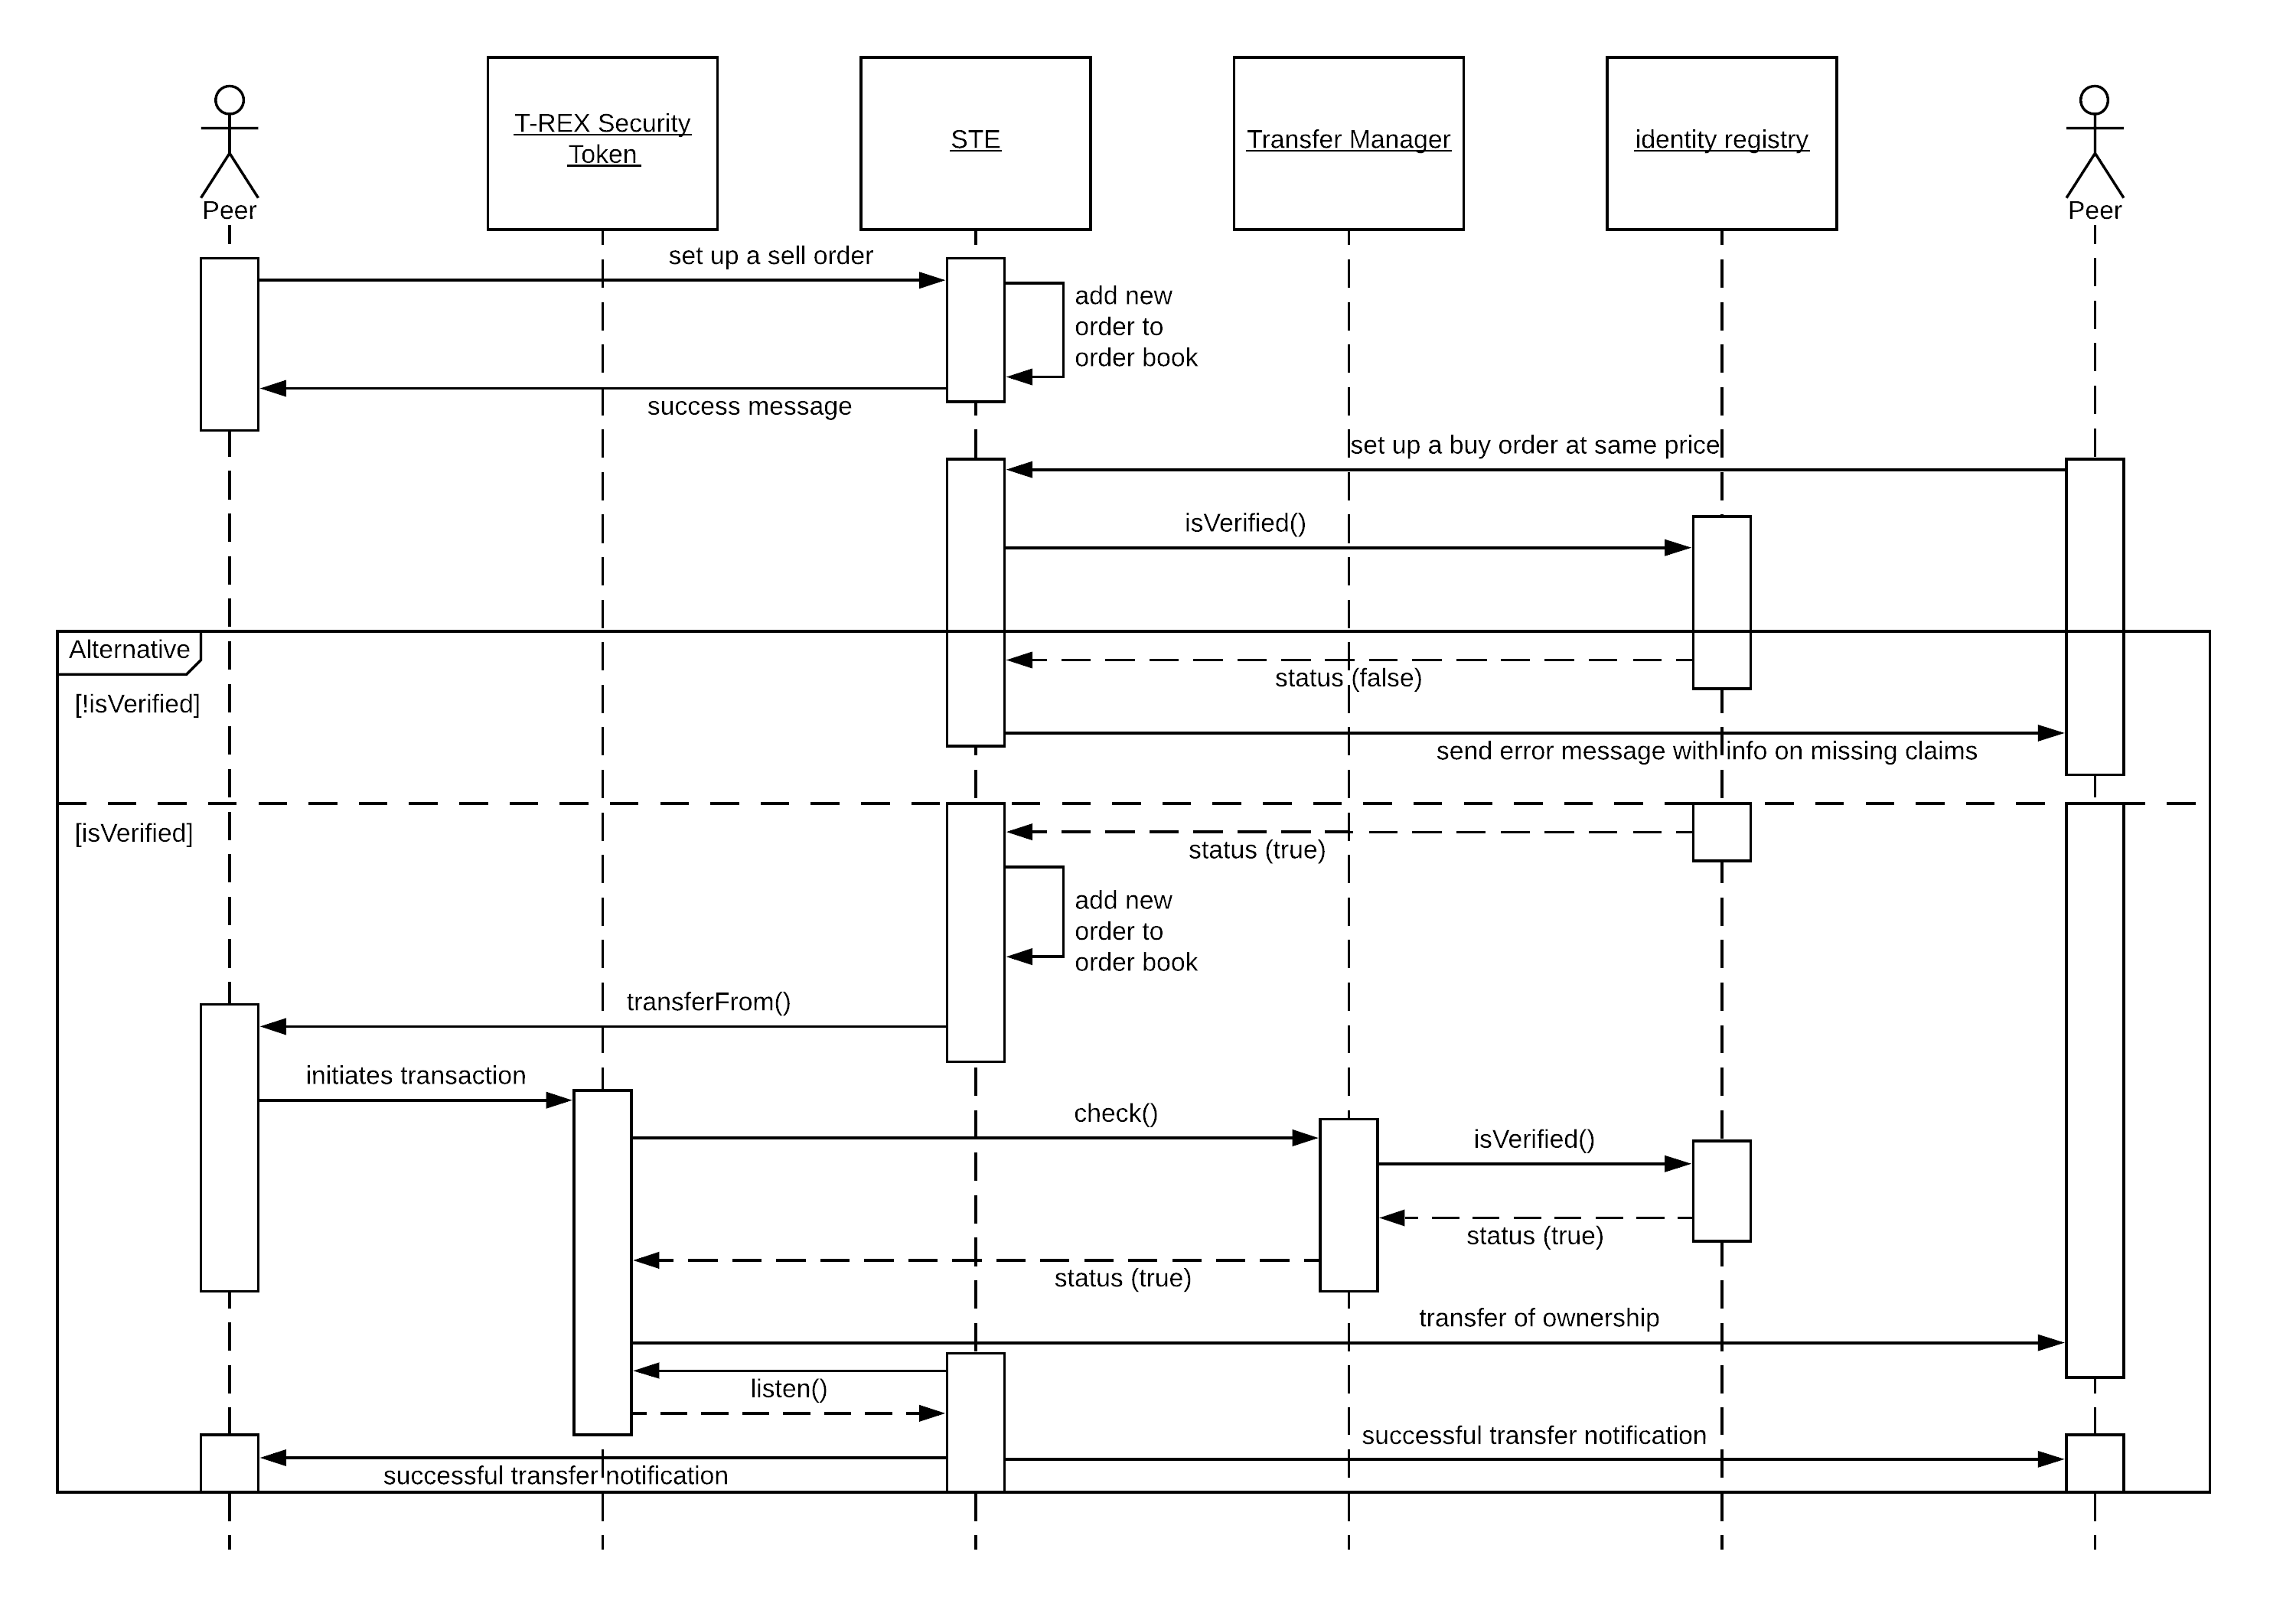 Peer
T-REX Security
Token
STE
Transfer Manager
identity registry
Peer
set up a sell order
add new
order to
order book
success message
set up a buy order at same price
isVerified()
Alternative
[!isVerified]
status (false)
send error message with info on missing claims
[isVerified]
status (true)
add new
order to
order book
transferFrom()
initiates transaction
check()
isVerified()
status (true)
status (true)
transfer of ownership
listen()
successful transfer notification
successful transfer notification